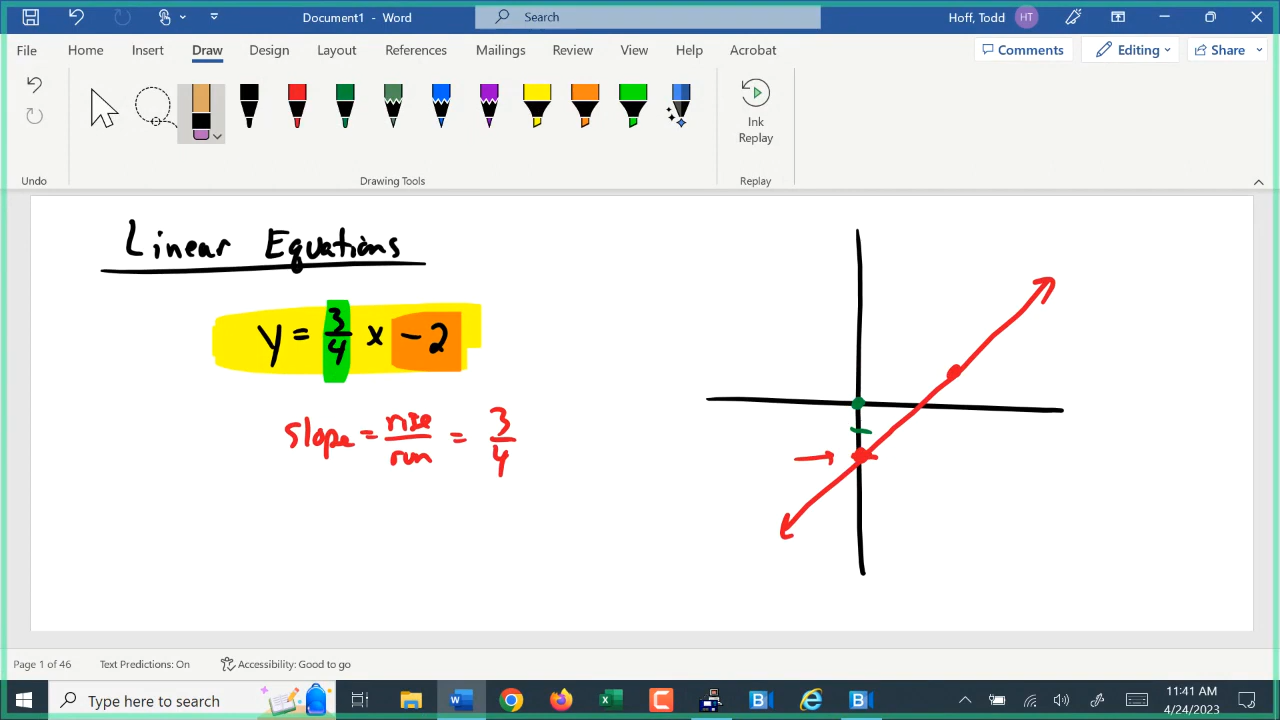 Document1 - Word
Search
Hoff, Todd
HT
File Home Insert Draw Design Layout References Mailings Review View Help Acrobat
Comments Editing Share
Ink
Replay
Undo
Drawing Tools
Replay
Linear Equations
y = 3/4 x - 2
slope = rise/run = 3/4
Page 1 of 46 Text Predictions: On Accessibility: Good to go
Type here to search
11:41 AM
4/24/2023